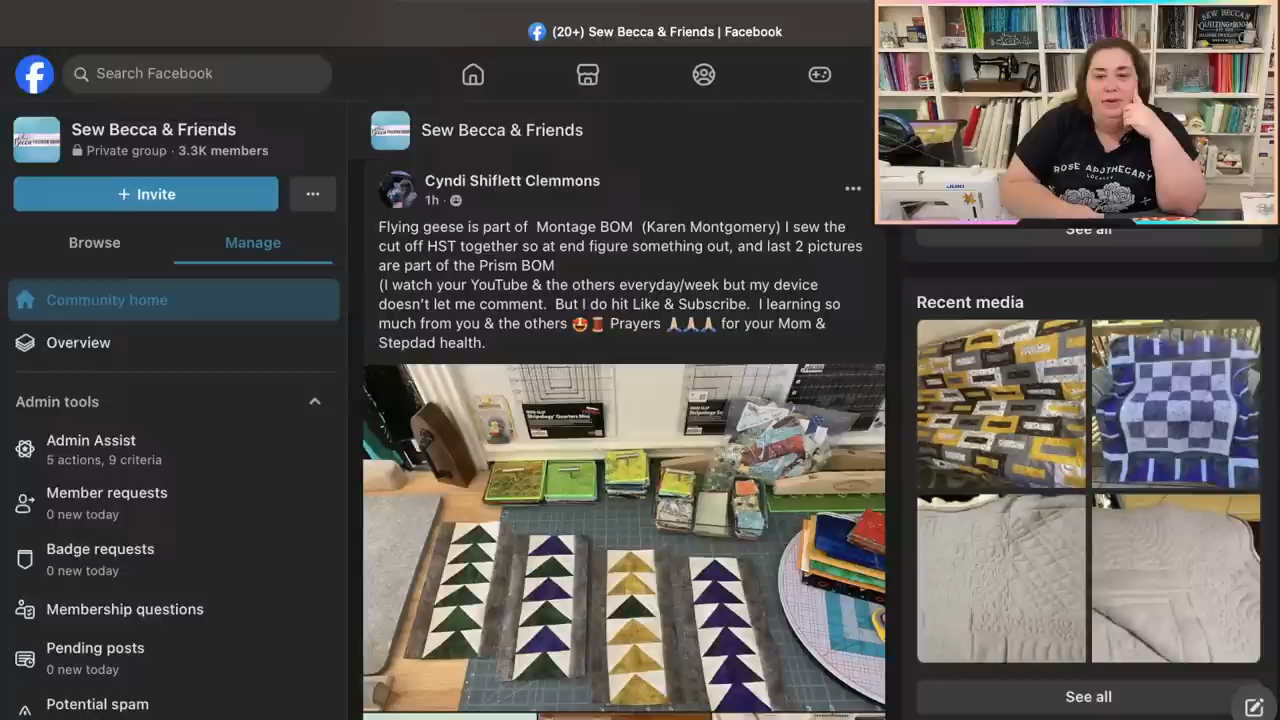 (20+) Sew Becca & Friends | Facebook
Search Facebook
Sew Becca & Friends
Private group · 3.3K members
+ Invite
Browse
Manage
Community home
Overview
Admin tools
Admin Assist
5 actions, 9 criteria
Member requests
0 new today
Badge requests
0 new today
Membership questions
Pending posts
0 new today
Potential spam
Sew Becca & Friends
Cyndi Shiflett Clemmons
1h ·
Flying geese is part of Montage BOM (Karen Montgomery) I sew the
cut off HST together so at end figure something out, and last 2 pictures
are part of the Prism BOM
(I watch your YouTube & the others everyday/week but my device
doesn't let me comment. But I do hit Like & Subscribe. I learning so
much from you & the others 🤩🧵 Prayers 🙏🏼🙏🏼🙏🏼 for your Mom &
Stepdad health.
Stripology Quarters Mini
SEW BECCA'S
ROSE APOTHECARY
JUKI
See all
Recent media
See all